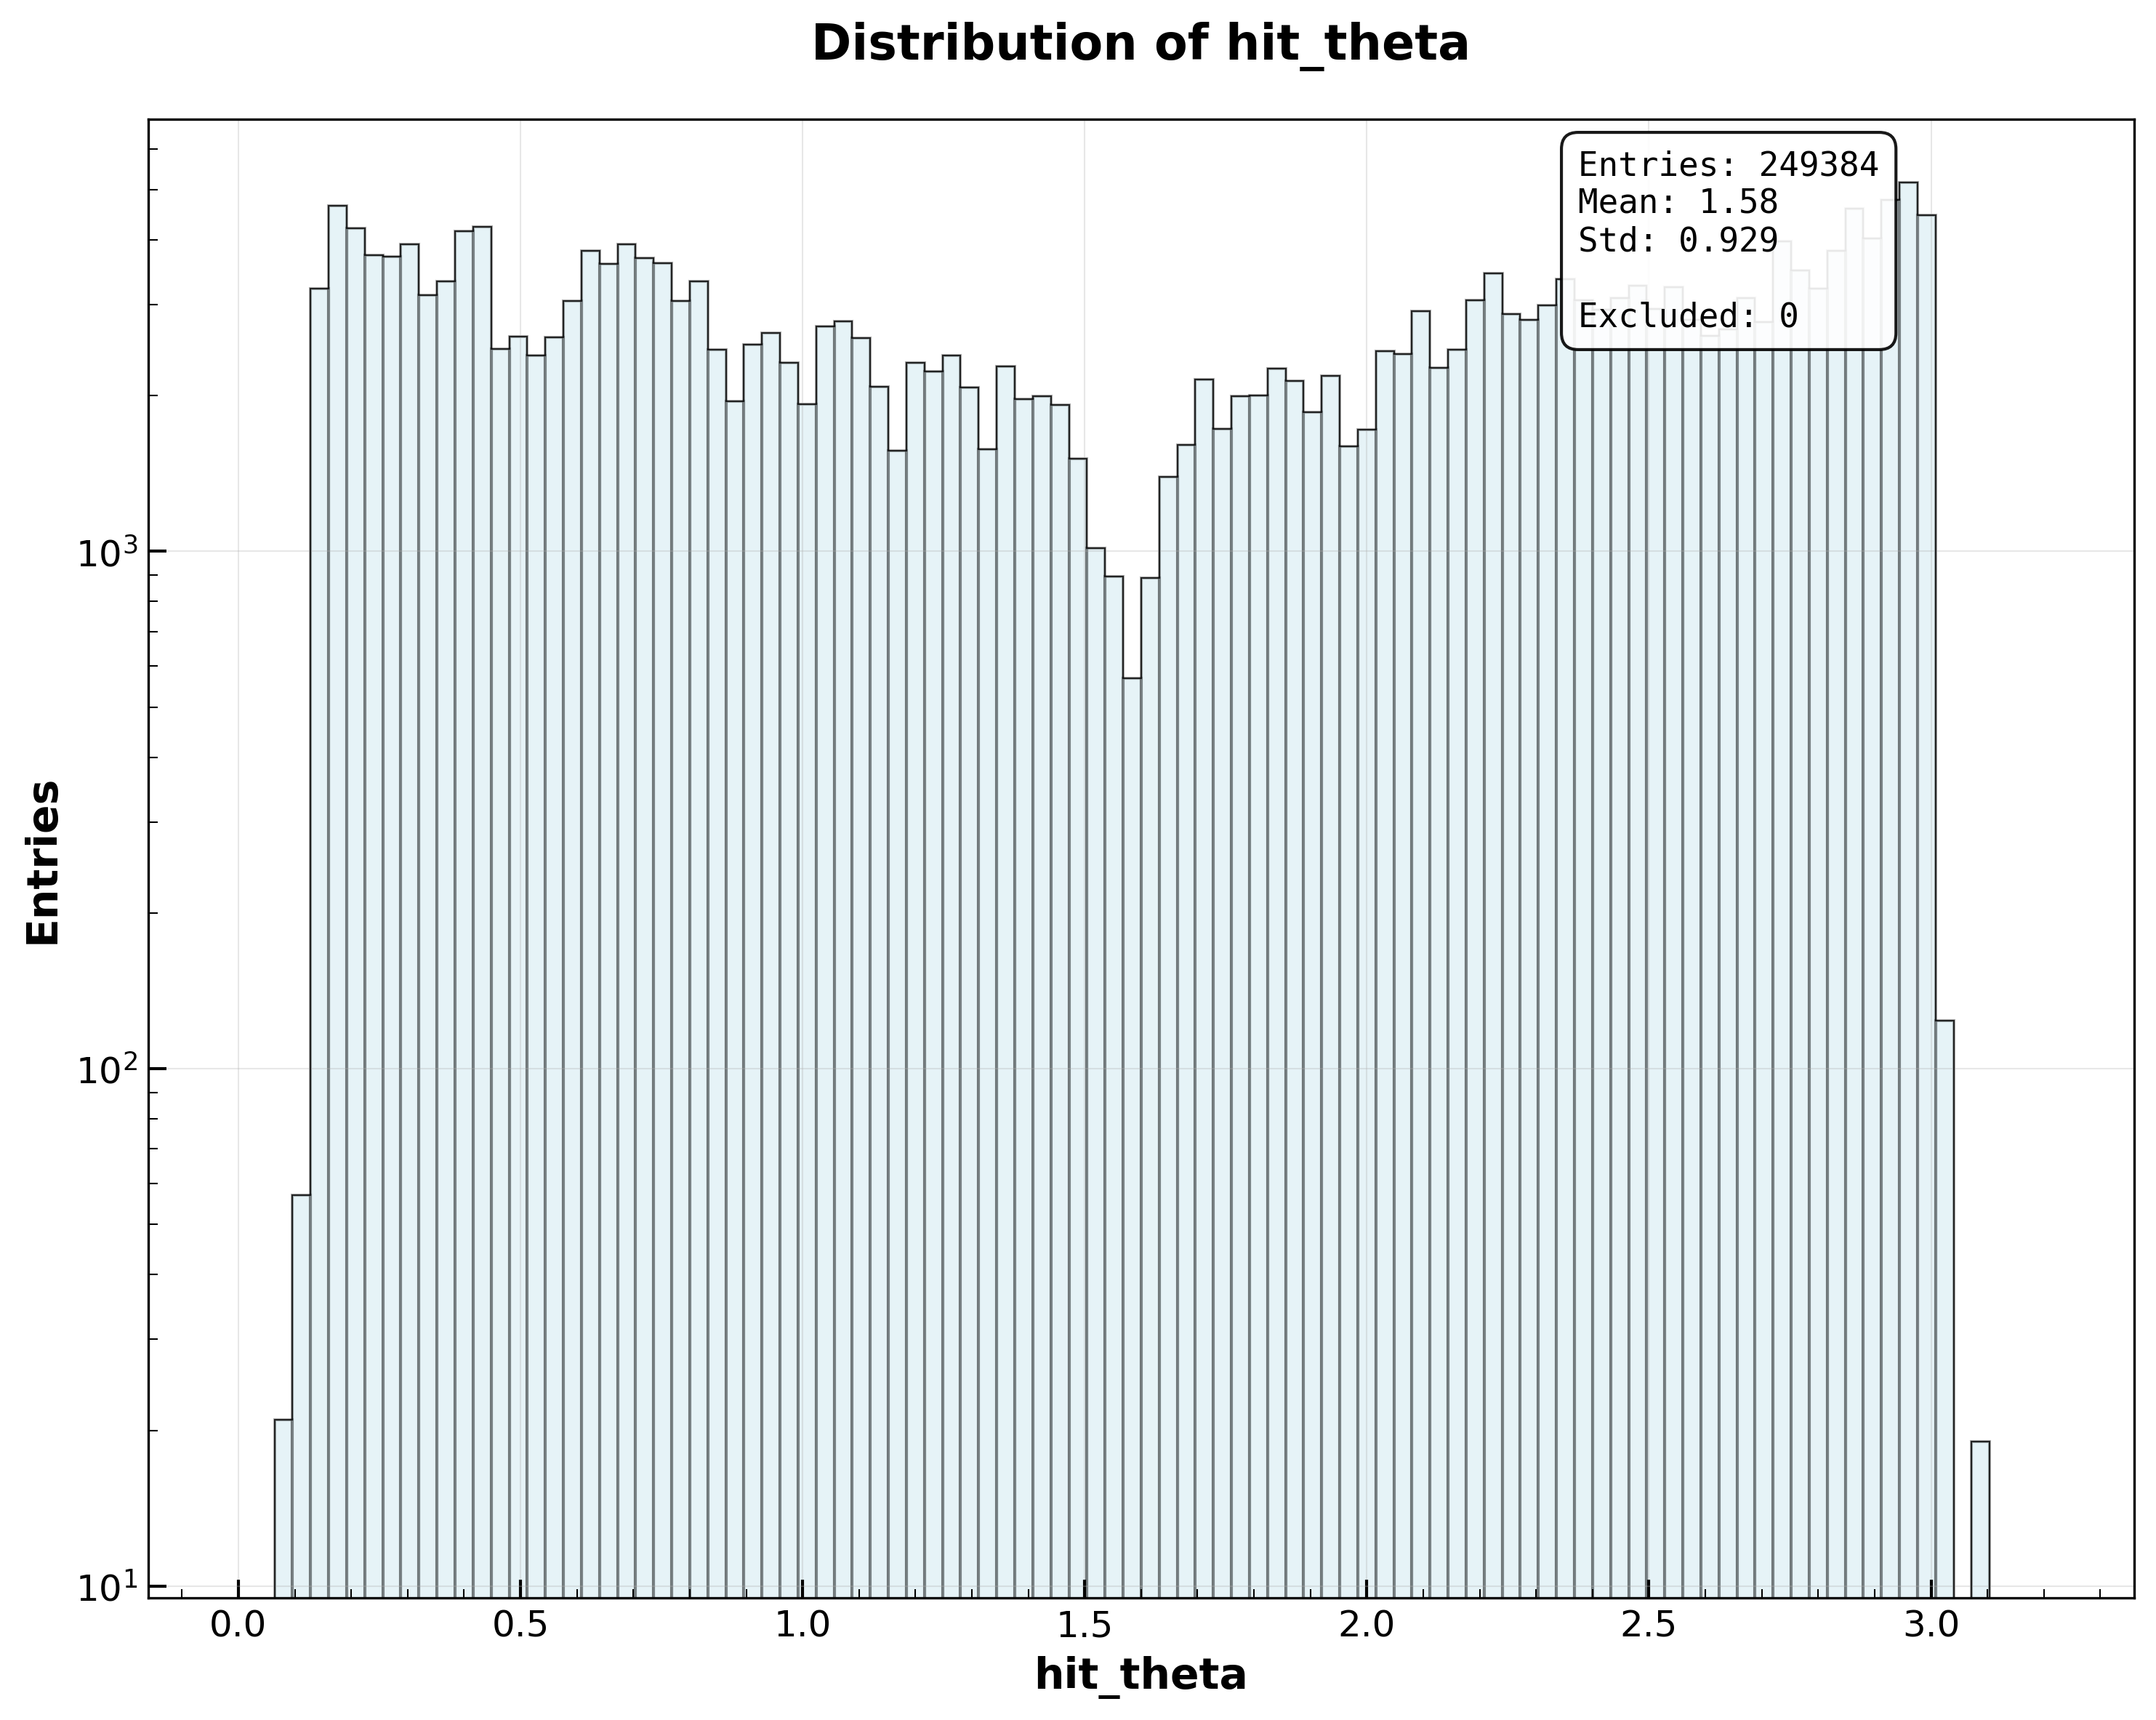 Distribution of hit_theta
Entries: 249384
Mean: 1.58
Std: 0.929
Excluded: 0
10³
10²
10¹
Entries
0.0 0.5 1.0 1.5 2.0 2.5 3.0
hit_theta